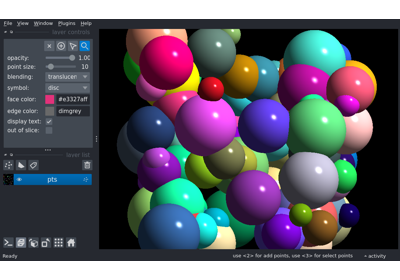 File View Window Plugins Help
layer controls
opacity: 1.00
point size: 10
blending: translucen
symbol: disc
face color: #e3327aff
edge color: dimgrey
display text:
out of slice:
layer list
pts
Ready use <2> for add points, use <3> for select points activity